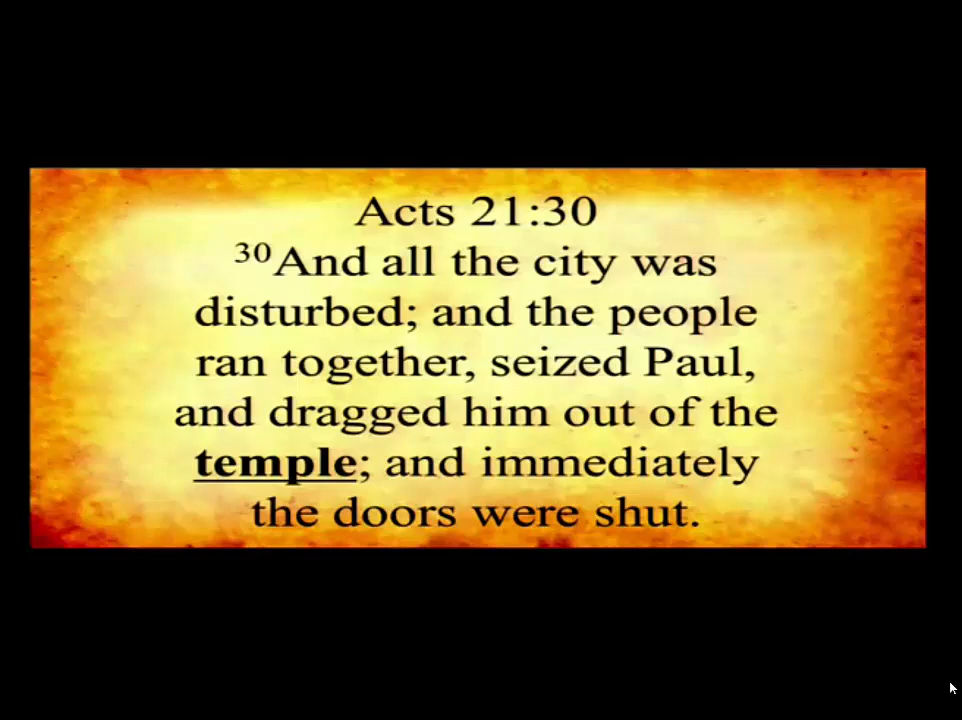 Acts 21:30
30And all the city was
disturbed; and the people
ran together, seized Paul,
and dragged him out of the
temple; and immediately
the doors were shut.